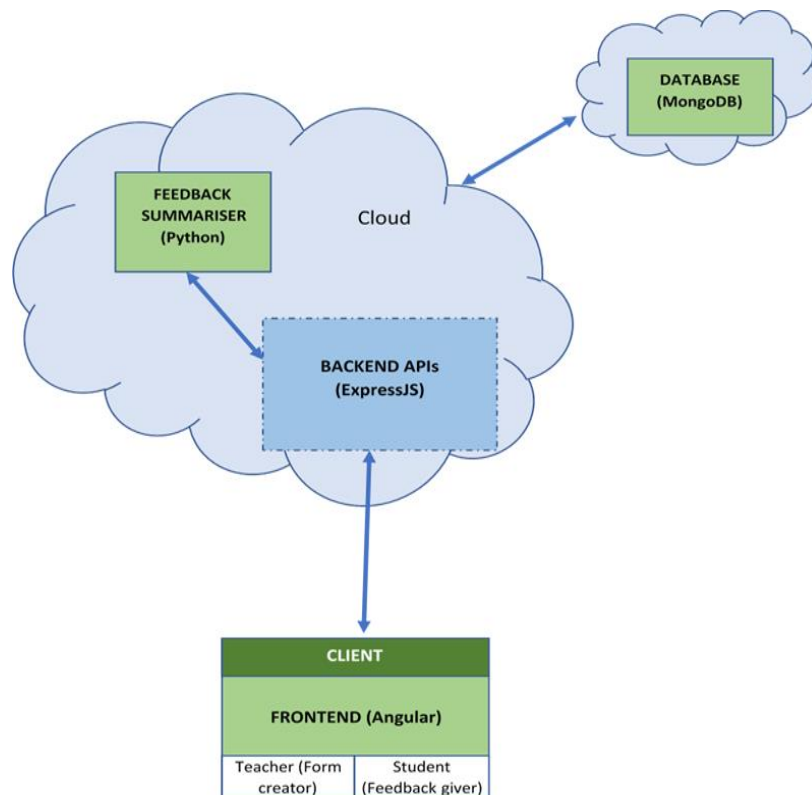 DATABASE
(MongoDB)
FEEDBACK
SUMMARISER
(Python)
Cloud
BACKEND APIs
(ExpressJS)
CLIENT
FRONTEND (Angular)
Teacher (Form
creator)
Student
(Feedback giver)